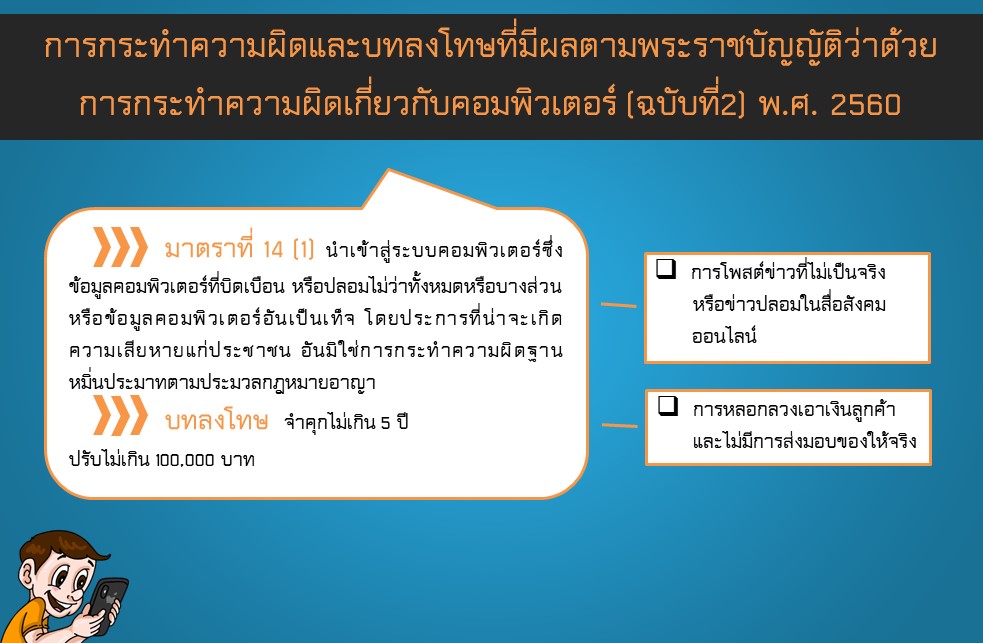 การกระทำความผิดและบทลงโทษที่มีผลตามพระราชบัญญัติว่าด้วย
การกระทำความผิดเกี่ยวกับคอมพิวเตอร์ (ฉบับที่2) พ.ศ. 2560
มาตราที่ 14 (1) นำเข้าสู่ระบบคอมพิวเตอร์ซึ่ง
ข้อมูลคอมพิวเตอร์ที่บิดเบือน หรือปลอมไม่ว่าทั้งหมดหรือบางส่วน
หรือข้อมูลคอมพิวเตอร์อันเป็นเท็จ โดยประการที่น่าจะเกิด
ความเสียหายแก่ประชาชน อันมิใช่การกระทำความผิดฐาน
หมิ่นประมาทตามประมวลกฎหมายอาญา
บทลงโทษ จำคุกไม่เกิน 5 ปี
ปรับไม่เกิน 100,000 บาท
การโพสต์ข่าวที่ไม่เป็นจริง
หรือข่าวปลอมในสื่อสังคม
ออนไลน์
การหลอกลวงเอาเงินลูกค้า
และไม่มีการส่งมอบของให้จริง